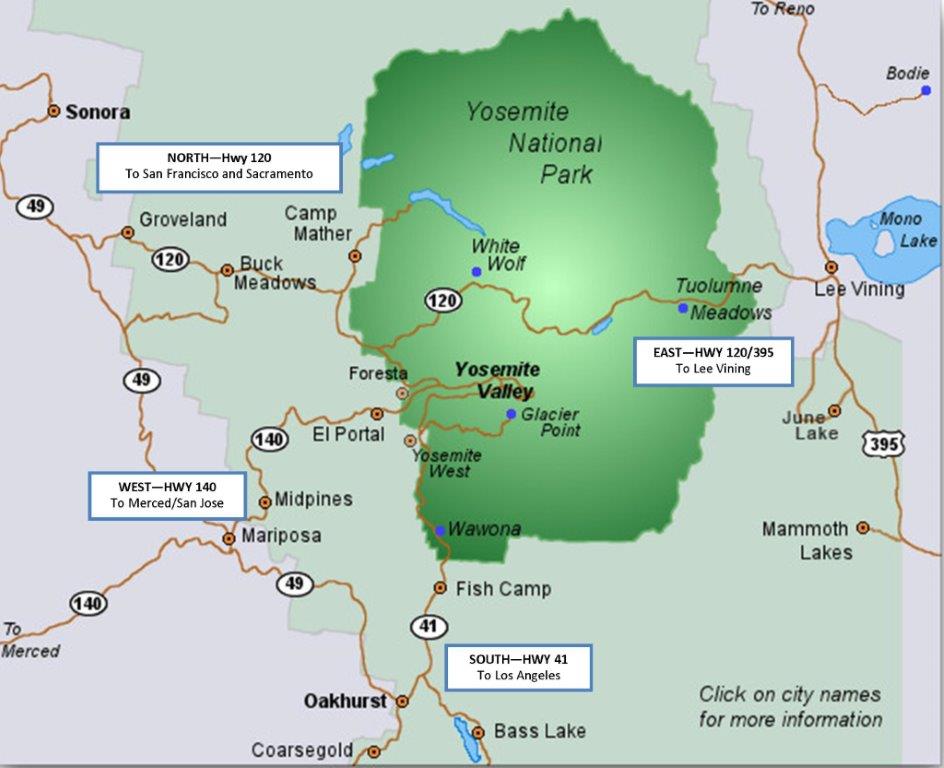 To Reno
Bodie
Sonora
Yosemite
National
Park
NORTH—Hwy 120
To San Francisco and Sacramento
49
Groveland
Camp
Mather
Mono
Lake
120
Buck
Meadows
White
Wolf
120
Tuolumne
Meadows
Lee Vining
EAST—HWY 120/395
To Lee Vining
49
Foresta
Yosemite
Valley
Glacier
Point
El Portal
140
June
Lake
395
Yosemite
West
WEST—HWY 140
To Merced/San Jose
Midpines
Mariposa
Wawona
Mammoth
Lakes
49
140
Fish Camp
To
Merced
41
SOUTH—HWY 41
To Los Angeles
Oakhurst
Click on city names
for more information
Bass Lake
Coarsegold